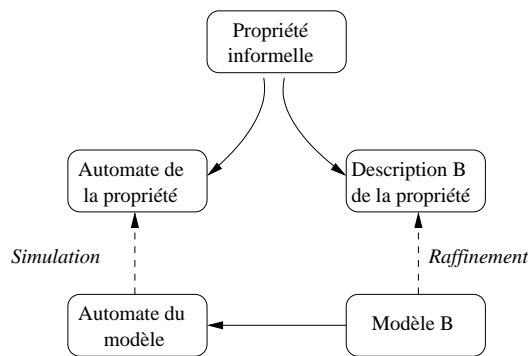 Propriété
informelle
Automate de
la propriété
Description B
de la propriété
Simulation
Raffinement
Automate du
modèle
Modèle B